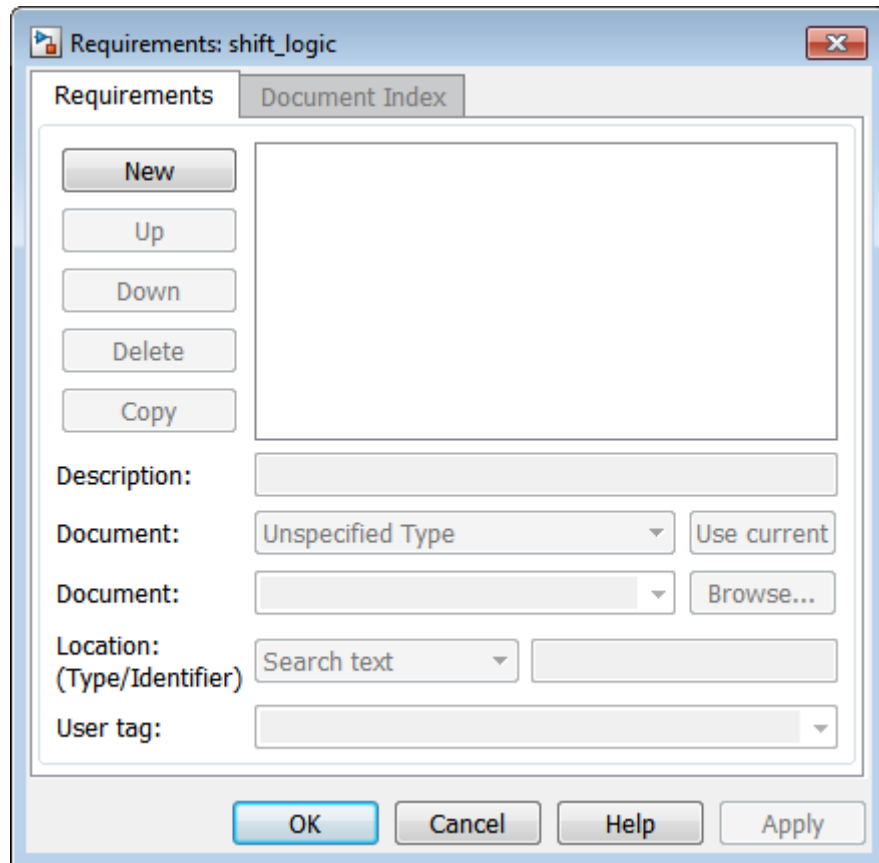 Requirements: shift_logic
Requirements
Document Index
New
Up
Down
Delete
Copy
Description:
Document:
Unspecified Type
Use current
Document:
Browse...
Location:
(Type/Identifier)
Search text
User tag:
OK
Cancel
Help
Apply